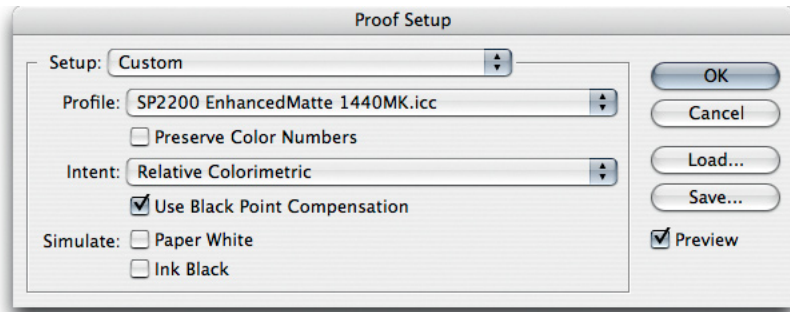 Proof Setup
Setup: Custom
OK
Profile: SP2200 EnhancedMatte 1440MK.icc
Cancel
Preserve Color Numbers
Intent: Relative Colorimetric
Load...
Use Black Point Compensation
Save...
Simulate: Paper White
Preview
Ink Black